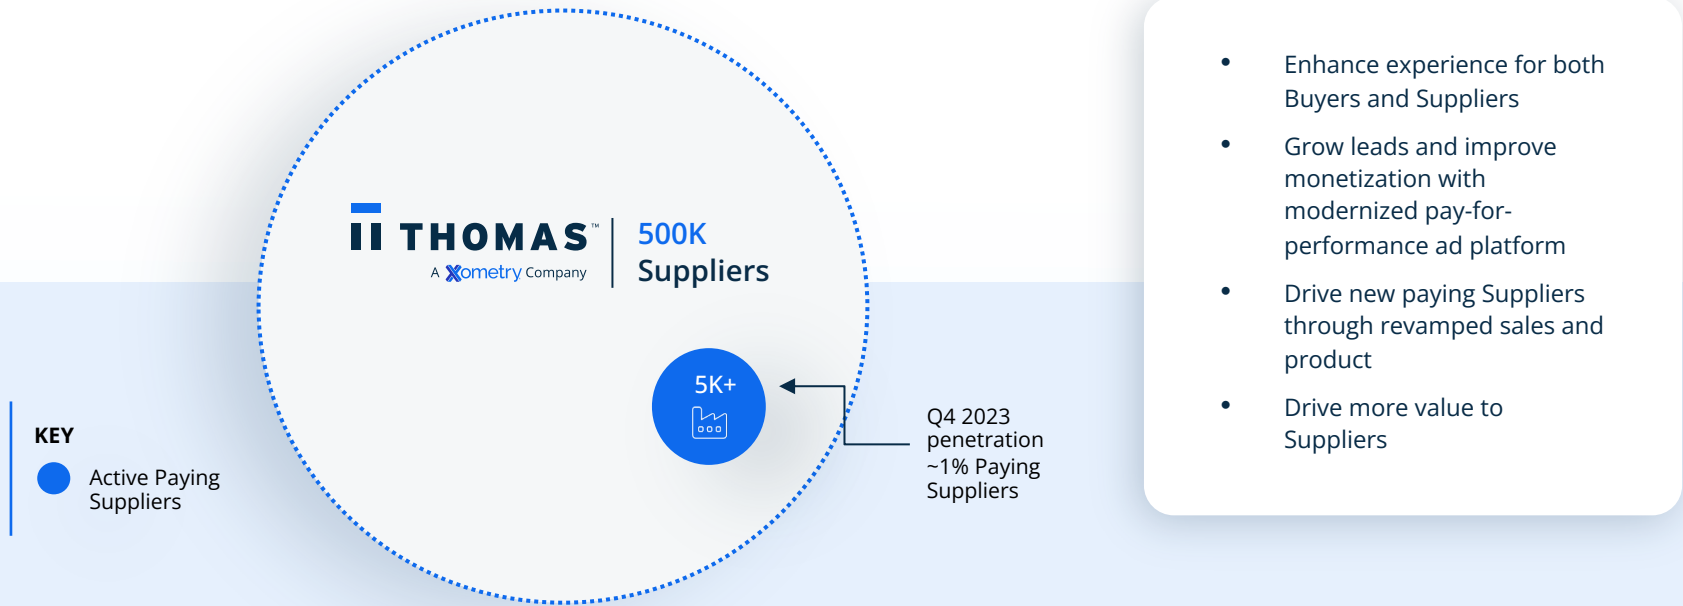 THOMAS™
A Xometry Company
500K
Suppliers
5K+
Q4 2023
penetration
~1% Paying
Suppliers
KEY
Active Paying
Suppliers
• Enhance experience for both
Buyers and Suppliers
• Grow leads and improve
monetization with
modernized pay-for-
performance ad platform
• Drive new paying Suppliers
through revamped sales and
product
• Drive more value to
Suppliers